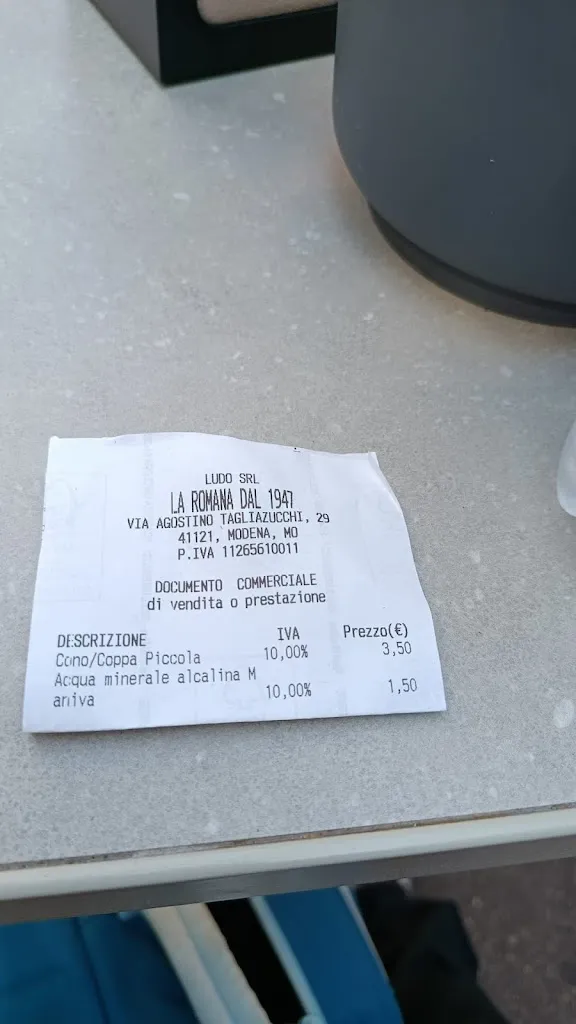 LUDO SRL
LA ROMANA DAL 1947
VIA AGOSTINO TAGLIAZUCCHI, 29
41121, MODENA, MO
P.IVA 11265610011
DOCUMENTO COMMERCIALE
di vendita o prestazione
DESCRIZIONE IVA Prezzo(€)
Cono/Coppa Piccola 10,00% 3,50
Acqua minerale alcalina M
aniva 10,00% 1,50